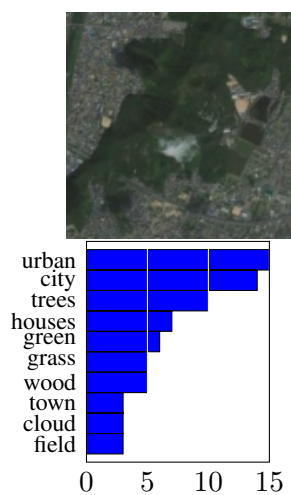 urban
city
trees
houses
green
grass
wood
town
cloud
field
0 5 10 15